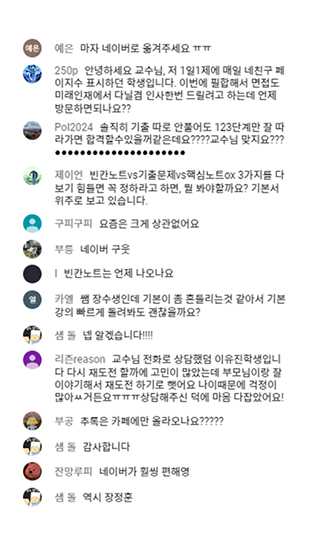 예은 마자 네이버로 옮겨주세요 ㅠㅠ
250p 안녕하세요 교수님, 저 1일1제에 매일 네친구 페
이지수 표시하던 학생입니다. 이번에 필합해서 면접도
미래인재에서 다닐겸 인사한번 드릴려고 하는데 언제
방문하면되나요??
Pol2024 솔직히 기출 따로 안풀어도 123단계만 잘 따
라가면 합격할수있을꺼같은데요????교수님 맞지요???
●●●●●●●●●●●●●●●●●●●●●
제이언 빈칸노트vs기출문제vs핵심노트ox 3가지를 다
보기 힘들면 꼭 정하라고 하면, 뭘 봐야할까요? 기본서
위주로 보고 있습니다.
구피구피 요즘은 크게 상관없어요
부릉 네이버 구웃
l 빈칸노트는 언제 나오나요
카엘 쌤 장수생인데 기본이 좀 흔들리는것 같아서 기본
강의 빠르게 돌려봐도 괜찮을까요?
샘 돌 넵 알겠습니다!!!!
리즌reason 교수님 전화로 상담했던 이유진학생입니
다 다시 재도전 할까에 고민이 많았는데 부모님이랑 잘
이야기해서 재도전 하기로 햇어요 나이때문에 걱정이
많아ㅆ거든요ㅠㅠㅠ상담해주신 덕에 마음 다잡았어요!
부공 추록은 카페에만 올라오나요?????
샘 돌 감사합니다
잔망루피 네이버가 훨씽 편해영
샘 돌 역시 장정훈